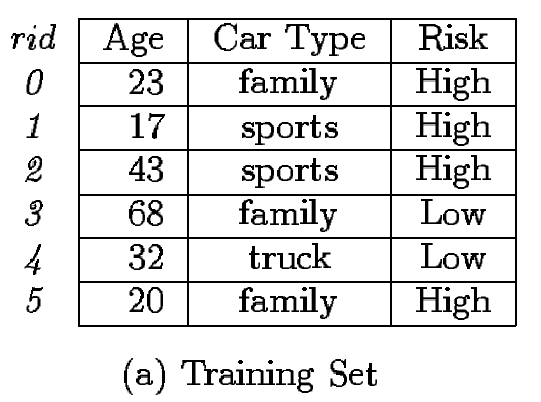 rid Age Car Type Risk
0 23 family High
1 17 sports High
2 43 sports High
3 68 family Low
4 32 truck Low
5 20 family High
(a) Training Set